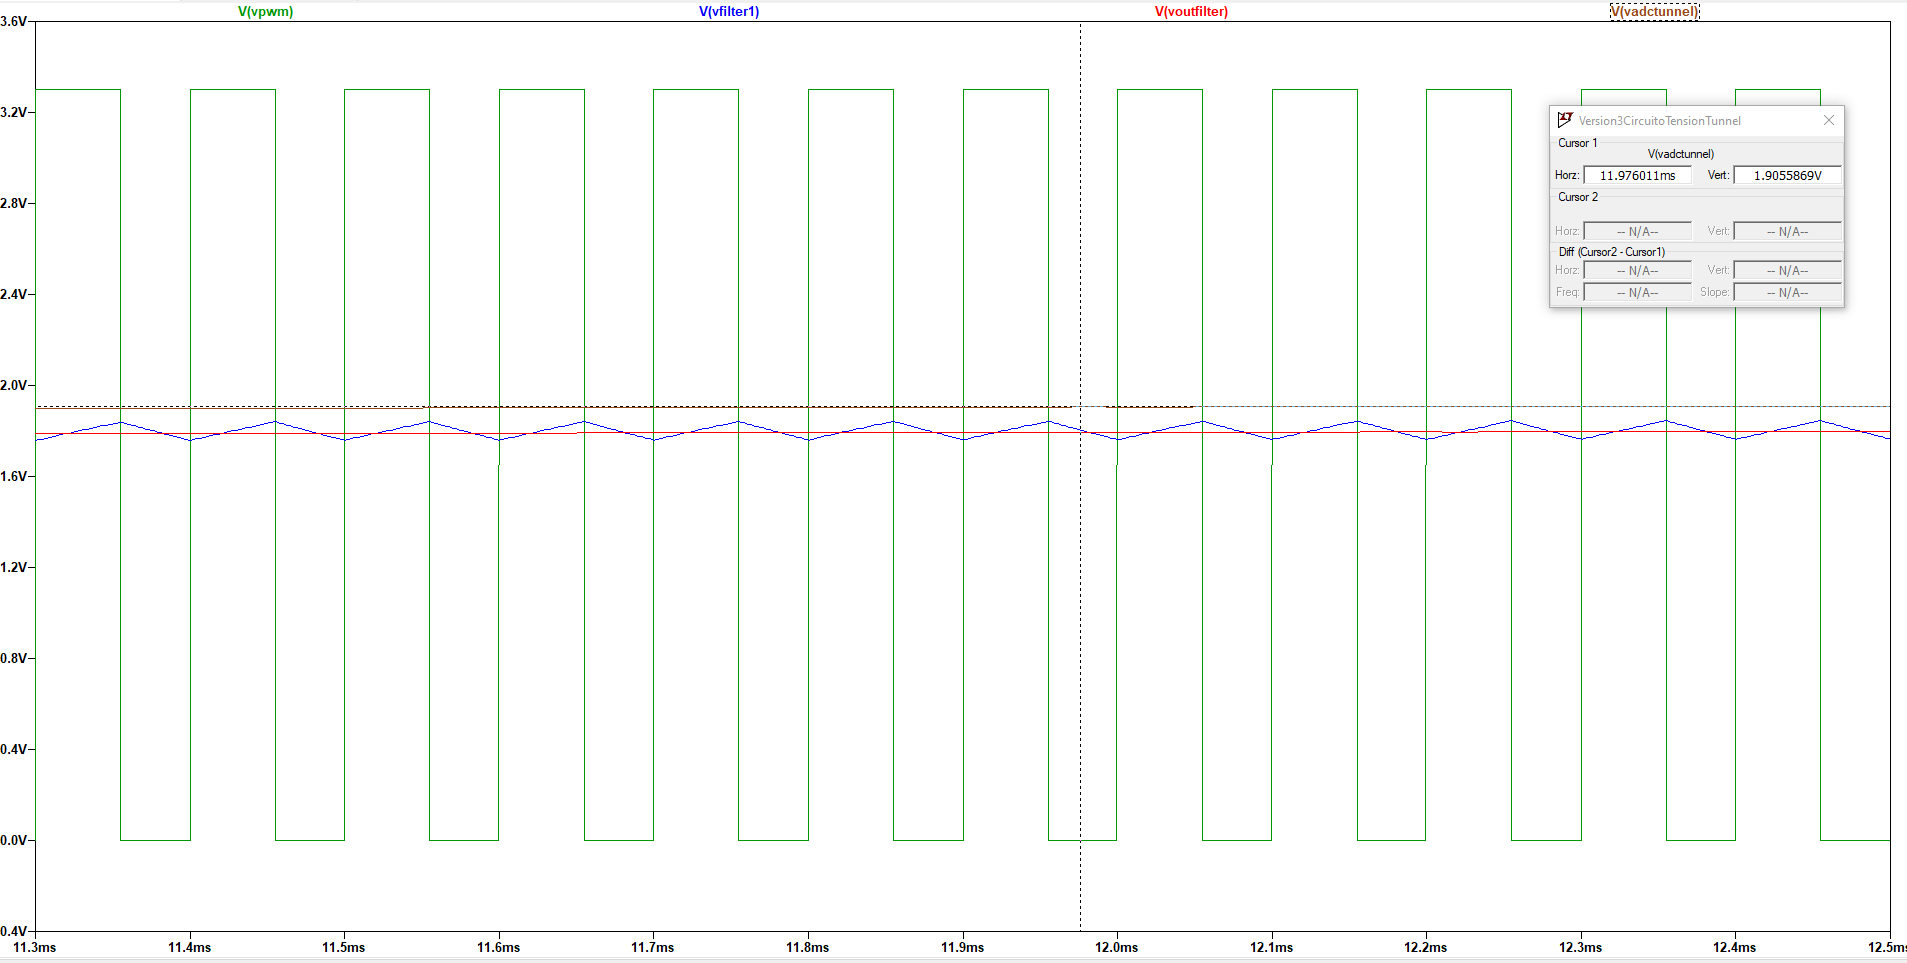 V(vpwm) V(vfilter1) V(voutfilter) V(vadctunnel)
3.6V
3.2V
2.8V
2.4V
2.0V
1.6V
1.2V
0.8V
0.4V
0.0V
0.4V
11.3ms 11.4ms 11.5ms 11.6ms 11.7ms 11.8ms 11.9ms 12.0ms 12.1ms 12.2ms 12.3ms 12.4ms 12.5ms
Version3CircuitoTensionTunnel
Cursor 1
V(vadctunnel)
Horz: 11.976011ms Vert: 1.9055869V
Cursor 2
Horz: -- N/A-- Vert: -- N/A--
Diff (Cursor2 - Cursor1)
Horz: -- N/A-- Vert: -- N/A--
Freq: -- N/A-- Slope: -- N/A--